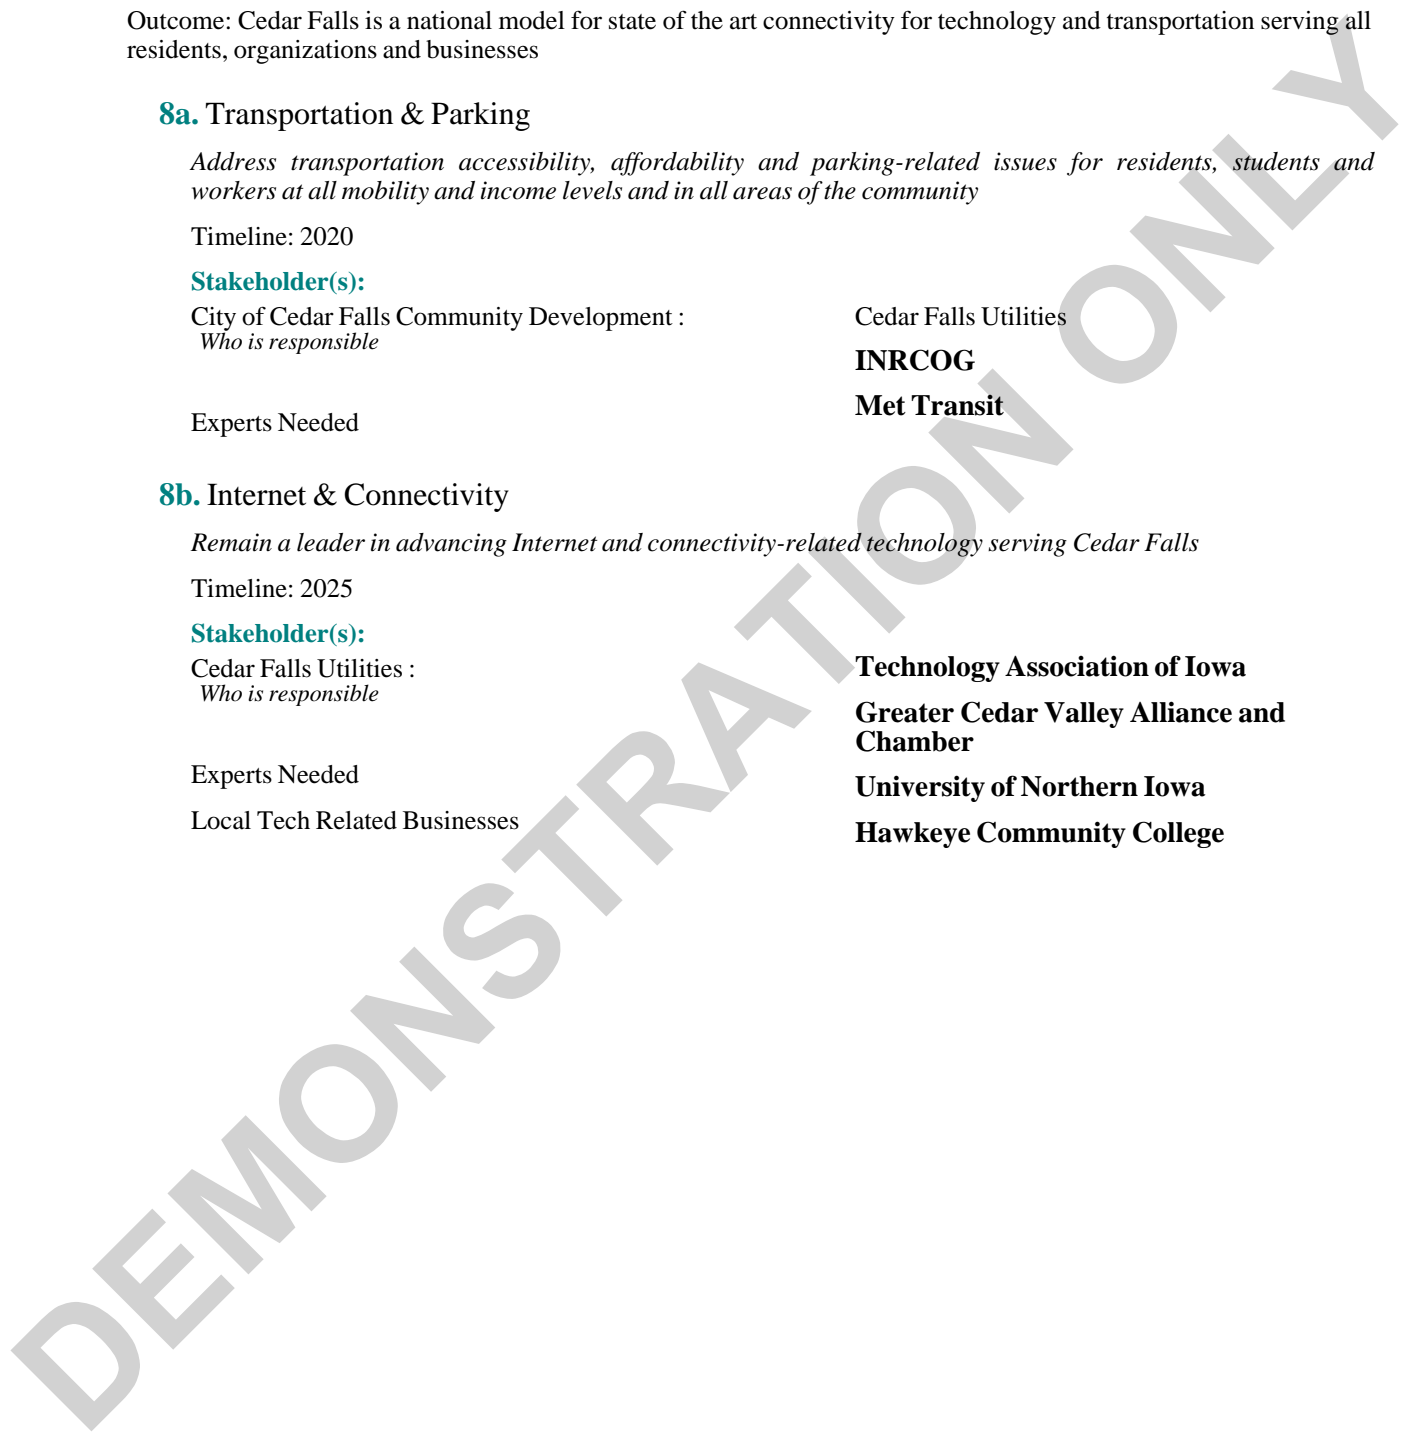 Outcome: Cedar Falls is a national model for state of the art connectivity for technology and transportation serving all
residents, organizations and businesses
8a. Transportation & Parking
Address transportation accessibility, affordability and parking-related issues for residents, students and
workers at all mobility and income levels and in all areas of the community
Timeline: 2020
Stakeholder(s):
City of Cedar Falls Community Development :
Who is responsible
Experts Needed
Cedar Falls Utilities
INRCOG
Met Transit
8b. Internet & Connectivity
Remain a leader in advancing Internet and connectivity-related technology serving Cedar Falls
Timeline: 2025
Stakeholder(s):
Cedar Falls Utilities :
Who is responsible
Experts Needed
Local Tech Related Businesses
Technology Association of Iowa
Greater Cedar Valley Alliance and
Chamber
University of Northern Iowa
Hawkeye Community College
DEMONSTRATION ONLY